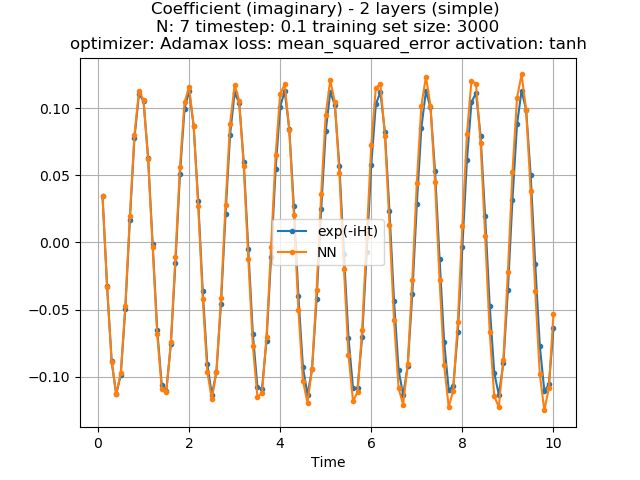 Coefficient (imaginary) - 2 layers (simple)
N: 7 timestep: 0.1 training set size: 3000
optimizer: Adamax loss: mean_squared_error activation: tanh
0.10
0.05
0.00
−0.05
−0.10
exp(-iHt)
NN
0 2 4 6 8 10
Time